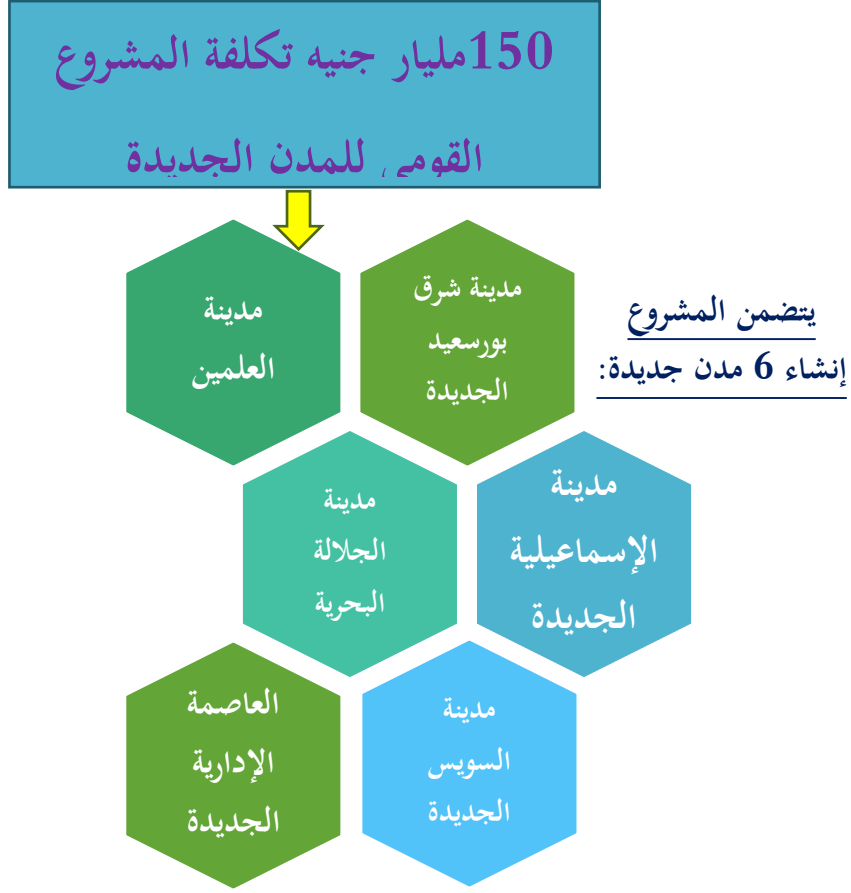 150مليار جنيه تكلفة المشروع
القومي للمدن الجديدة
يتضمن المشروع
إنشاء 6 مدن جديدة:
مدينة شرق
بورسعيد
الجديدة
مدينة
العلمين
مدينة
الإسماعيلية
الجديدة
مدينة
الجلالة
البحرية
مدينة
السويس
الجديدة
العاصمة
الإدارية
الجديدة